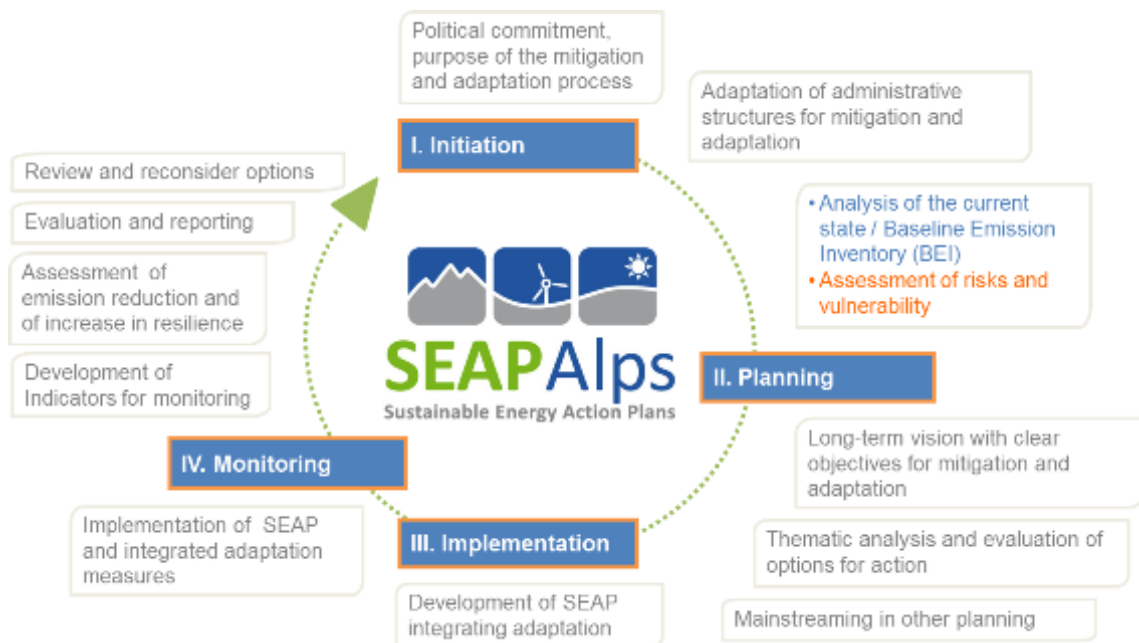 Political commitment,
purpose of the mitigation
and adaptation process
I. Initiation
Adaptation of administrative
structures for mitigation and
adaptation
• Analysis of the current
state / Baseline Emission
Inventory (BEI)
• Assessment of risks and
vulnerability
II. Planning
Long-term vision with clear
objectives for mitigation and
adaptation
Thematic analysis and evaluation of
options for action
Mainstreaming in other planning
Development of SEAP
integrating adaptation
III. Implementation
Implementation of SEAP
and integrated adaptation
measures
IV. Monitoring
Development of
Indicators for monitoring
Assessment of
emission reduction and
of increase in resilience
Evaluation and reporting
Review and reconsider options
SEAPAlps
Sustainable Energy Action Plans